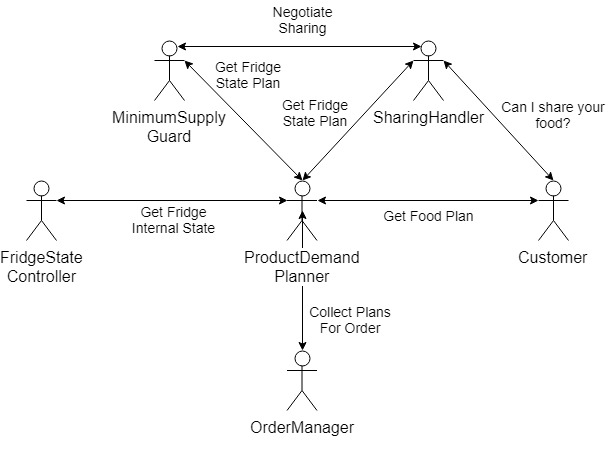 Negotiate
Sharing
Get Fridge
State Plan
Get Fridge
State Plan
Can I share your
food?
MinimumSupply
Guard
SharingHandler
Get Fridge
Internal State
Get Food Plan
FridgeState
Controller
ProductDemand
Planner
Customer
Collect Plans
For Order
OrderManager